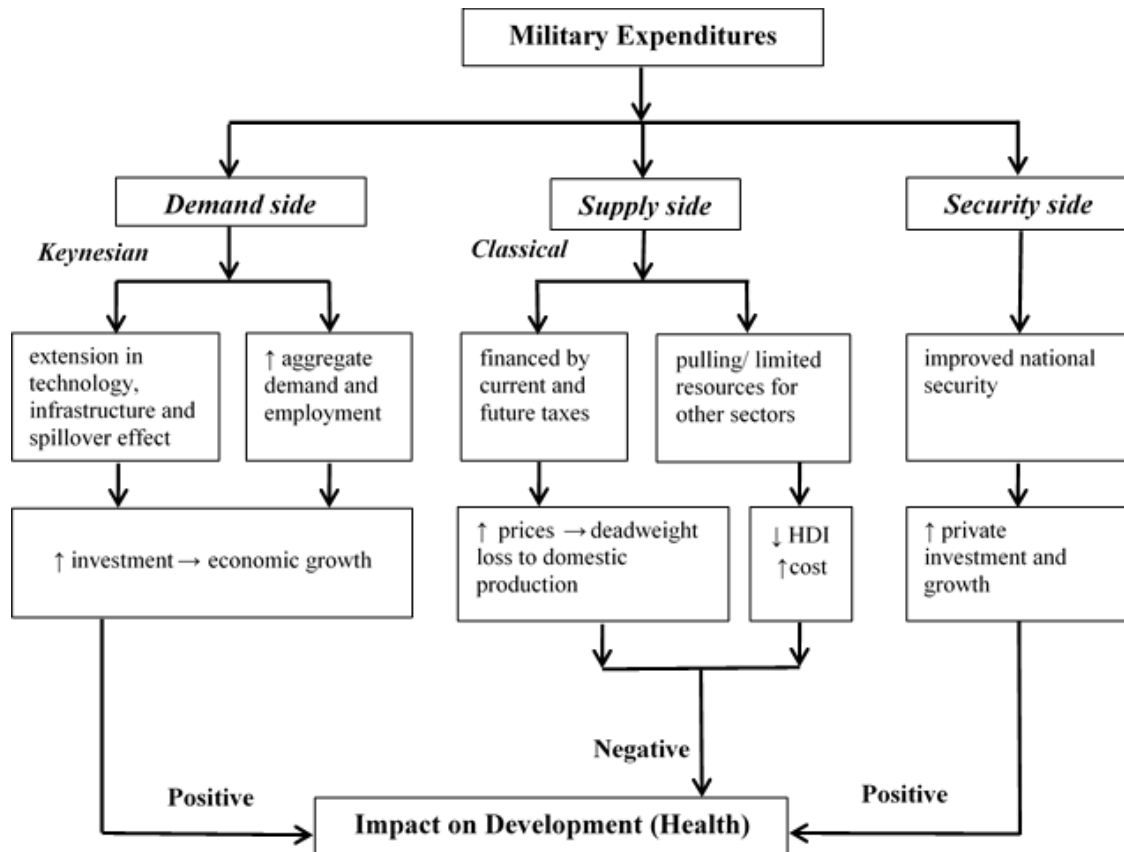 Military Expenditures
Demand side
Supply side
Security side
Keynesian
Classical
extension in
technology,
infrastructure and
spillover effect
↑ aggregate
demand and
employment
financed by
current and
future taxes
pulling/ limited
resources for
other sectors
improved national
security
↑ investment → economic growth
↑ prices → deadweight
loss to domestic
production
↓ HDI
↑cost
↑ private
investment and
growth
Negative
Positive
Positive
Impact on Development (Health)